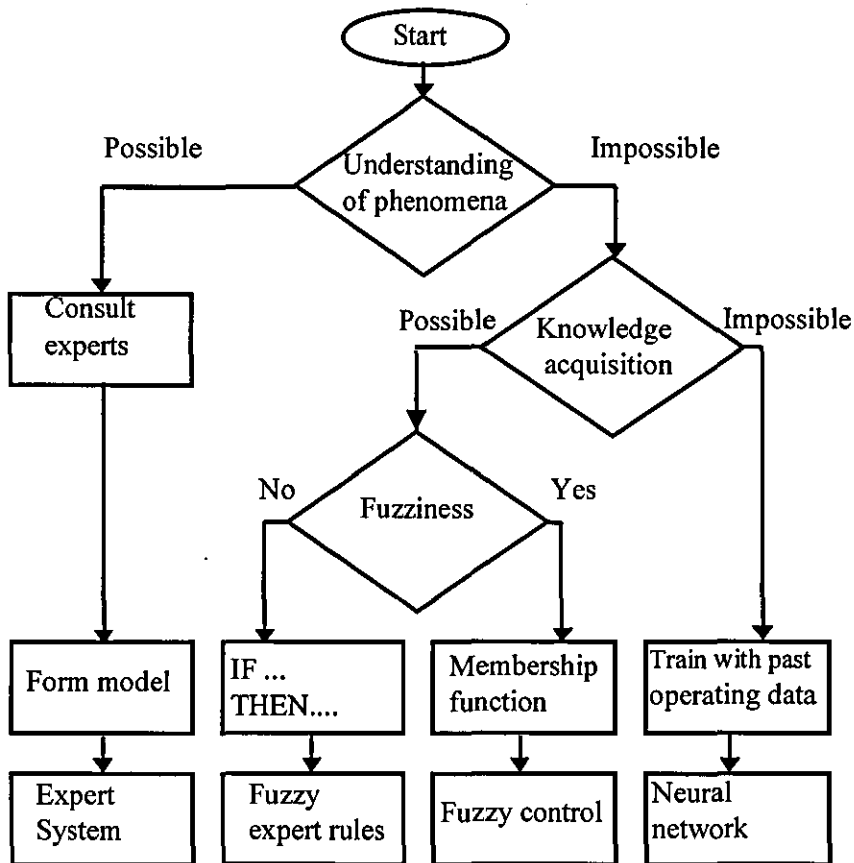 Start
Possible
Impossible
Understanding
of phenomena
Consult
experts
Possible
Impossible
Knowledge
acquisition
No
Yes
Fuzziness
Form model
IF ...
THEN....
Membership
function
Train with past
operating data
Expert
System
Fuzzy
expert rules
Fuzzy control
Neural
network